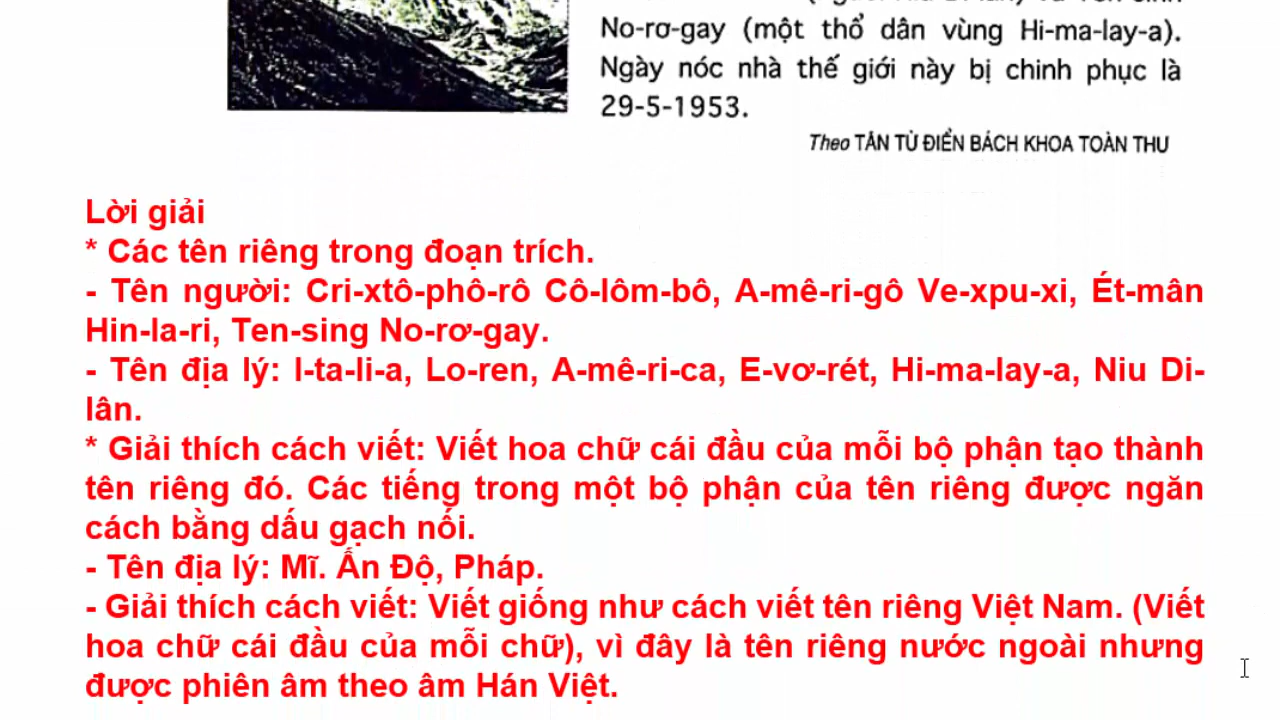 No-rơ-gay (một thổ dân vùng Hi-ma-lay-a).
Ngày nóc nhà thế giới này bị chinh phục là
29-5-1953.
Theo TÂN TỪ ĐIỂN BÁCH KHOA TOÀN THƯ
Lời giải
* Các tên riêng trong đoạn trích.
- Tên người: Cri-xtô-phô-rô Cô-lôm-bô, A-mê-ri-gô Ve-xpu-xi, Ét-mân
Hin-la-ri, Ten-sing No-rơ-gay.
- Tên địa lý: I-ta-li-a, Lo-ren, A-mê-ri-ca, E-vơ-rét, Hi-ma-lay-a, Niu Di-
lân.
* Giải thích cách viết: Viết hoa chữ cái đầu của mỗi bộ phận tạo thành
tên riêng đó. Các tiếng trong một bộ phận của tên riêng được ngăn
cách bằng dấu gạch nối.
- Tên địa lý: Mĩ. Ấn Độ, Pháp.
- Giải thích cách viết: Viết giống như cách viết tên riêng Việt Nam. (Viết
hoa chữ cái đầu của mỗi chữ), vì đây là tên riêng nước ngoài nhưng
được phiên âm theo âm Hán Việt.